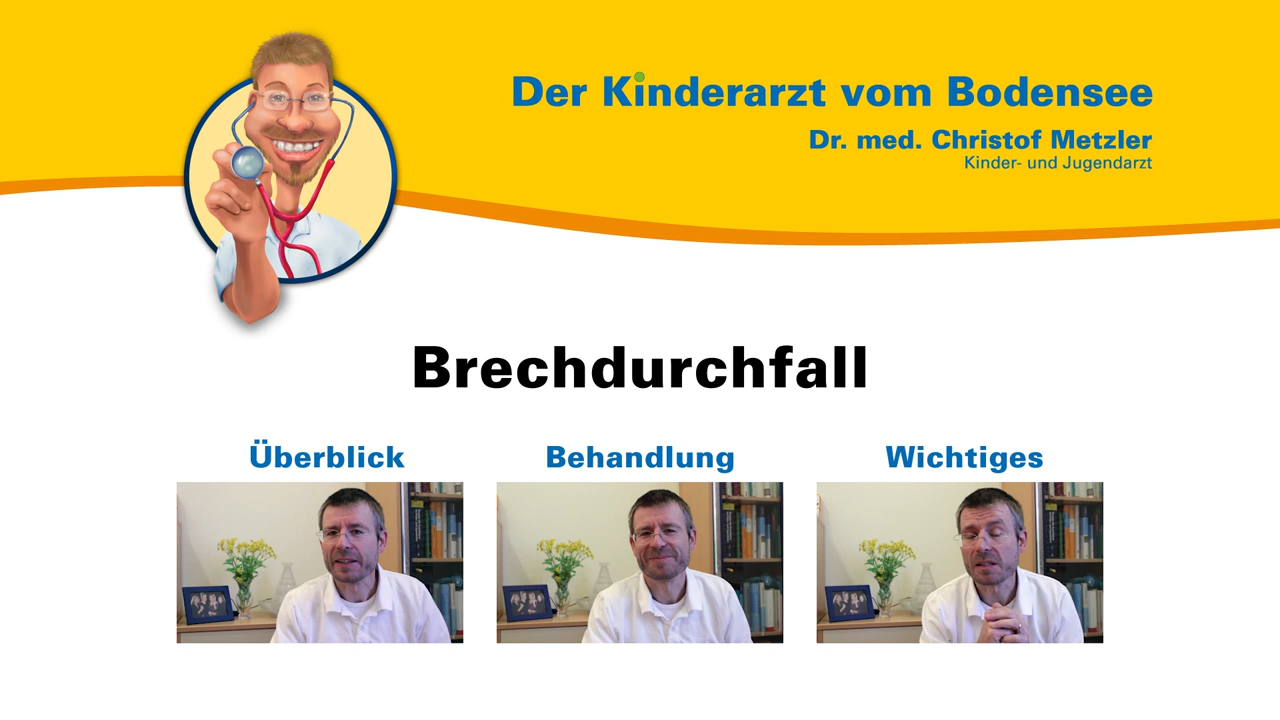 Der Kinderarzt vom Bodensee
Dr. med. Christof Metzler
Kinder- und Jugendarzt
Brechdurchfall
Überblick
Behandlung
Wichtiges